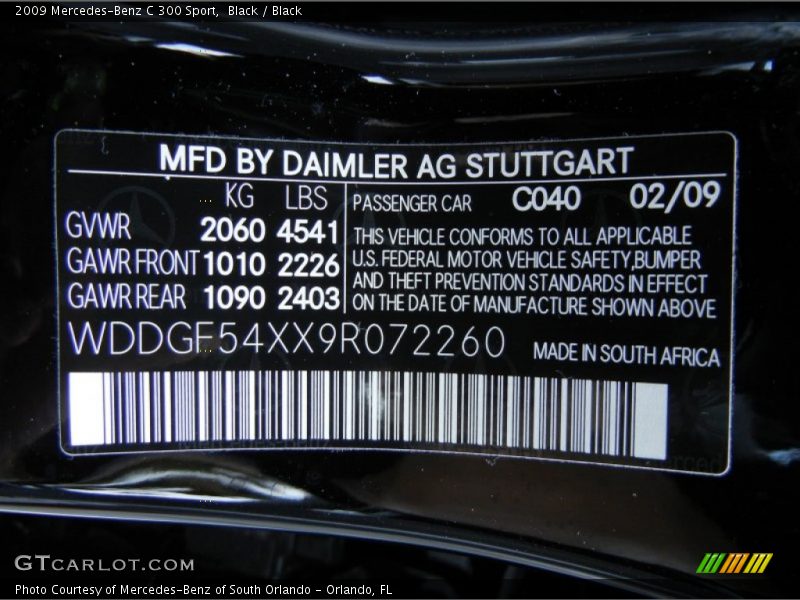 2009 Mercedes-Benz C 300 Sport, Black / Black
MFD BY DAIMLER AG STUTTGART
KG LBS PASSENGER CAR C040 02/09
GVWR 2060 4541 THIS VEHICLE CONFORMS TO ALL APPLICABLE
GAWR FRONT 1010 2226 U.S. FEDERAL MOTOR VEHICLE SAFETY, BUMPER
AND THEFT PREVENTION STANDARDS IN EFFECT
GAWR REAR 1090 2403 ON THE DATE OF MANUFACTURE SHOWN ABOVE
WDDGF54XX9R072260 MADE IN SOUTH AFRICA
GTCARLOT.COM
Photo Courtesy of Mercedes-Benz of South Orlando - Orlando, FL